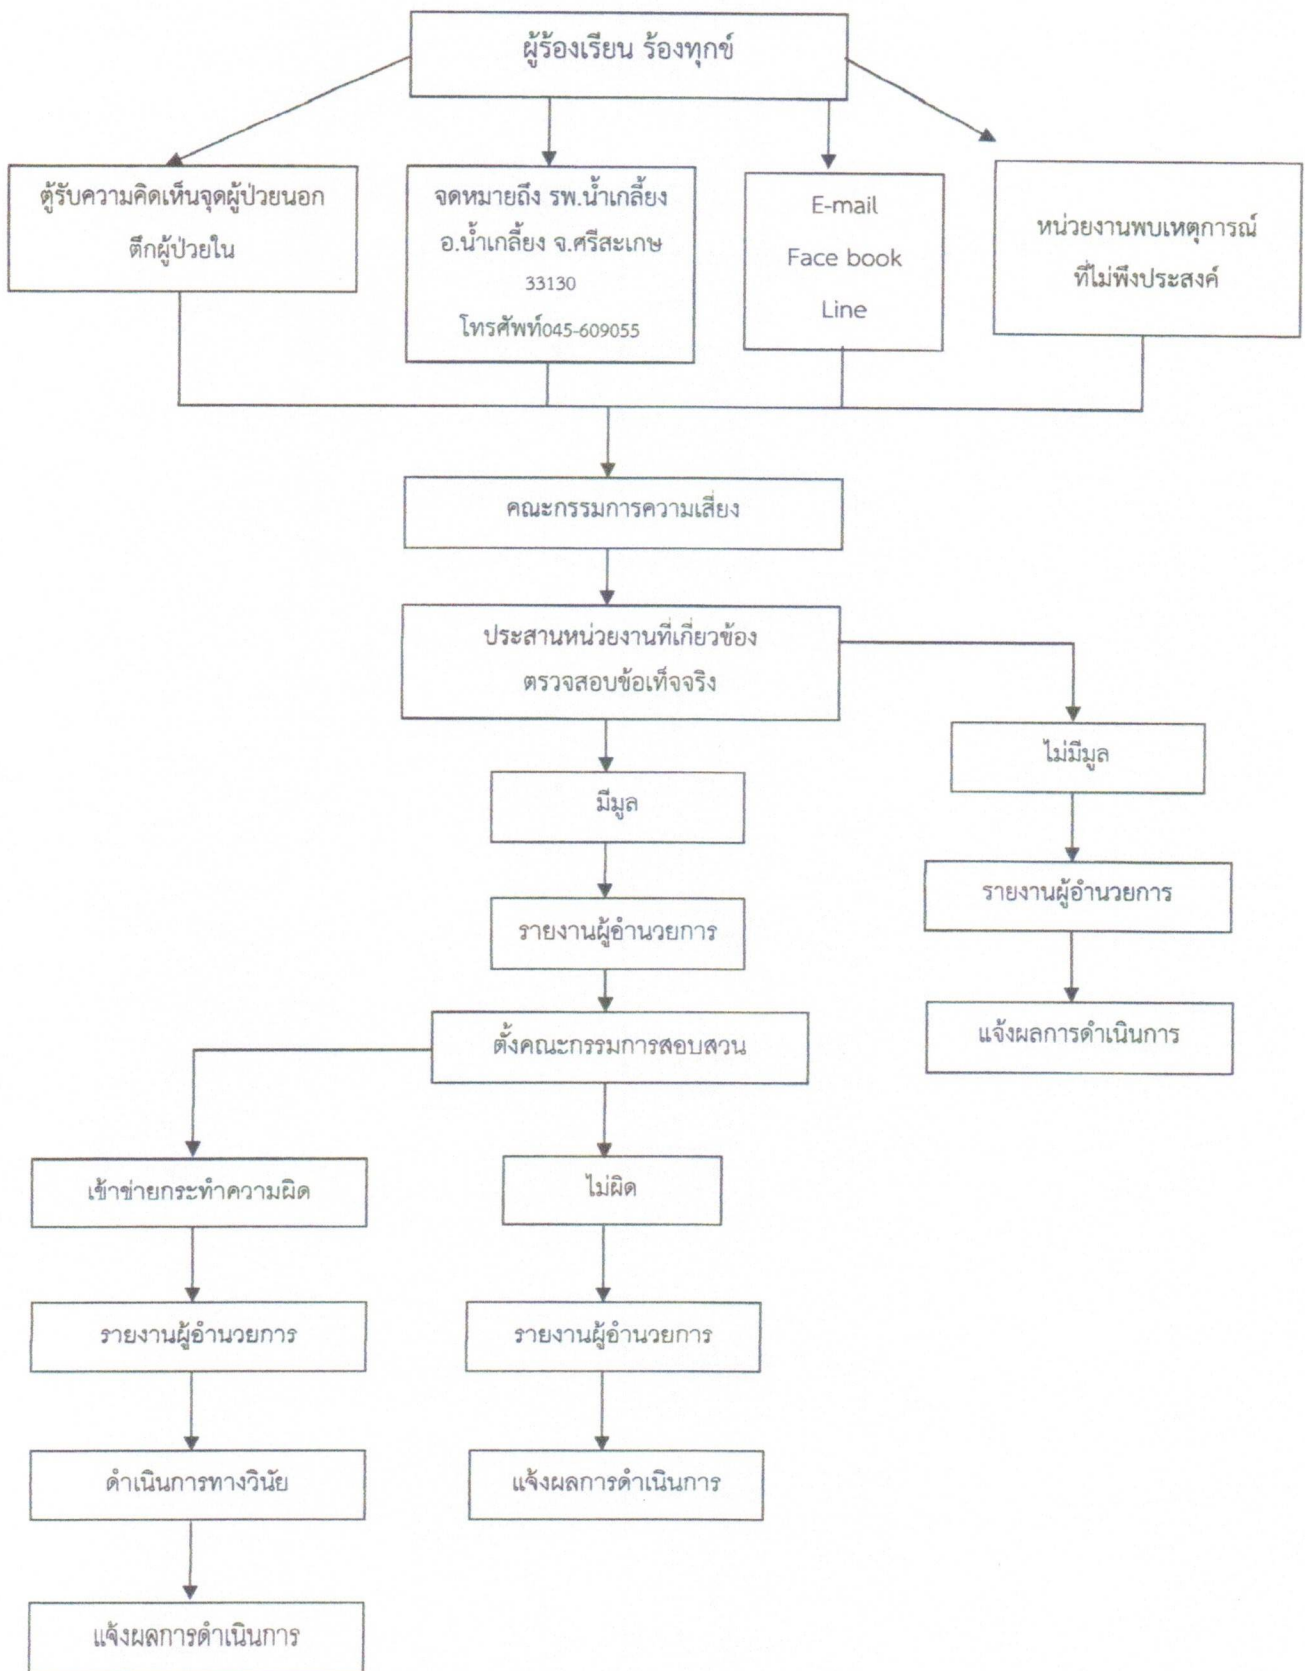 ผู้ร้องเรียน ร้องทุกข์
ตู้รับความคิดเห็นจุดผู้ป่วยนอก
ตึกผู้ป่วยใน
จดหมายถึง รพ.น้ำเกลี้ยง
อ.น้ำเกลี้ยง จ.ศรีสะเกษ
33130
โทรศัพท์045-609055
E-mail
Face book
Line
หน่วยงานพบเหตุการณ์
ที่ไม่พึงประสงค์
คณะกรรมการความเสี่ยง
ประสานหน่วยงานที่เกี่ยวข้อง
ตรวจสอบข้อเท็จจริง
ไม่มีมูล
มีมูล
รายงานผู้อำนวยการ
รายงานผู้อำนวยการ
แจ้งผลการดำเนินการ
ตั้งคณะกรรมการสอบสวน
เข้าข่ายกระทำความผิด
ไม่ผิด
รายงานผู้อำนวยการ
รายงานผู้อำนวยการ
ดำเนินการทางวินัย
แจ้งผลการดำเนินการ
แจ้งผลการดำเนินการ